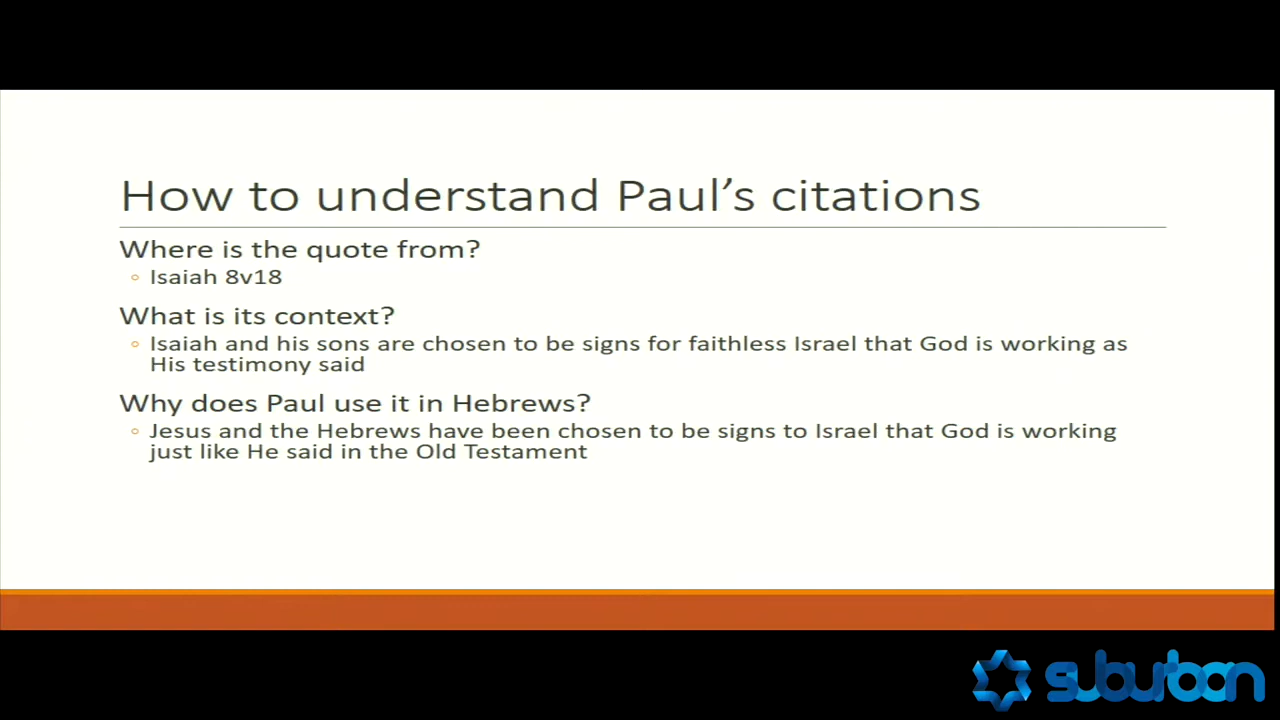 How to understand Paul’s citations
Where is the quote from?
◦ Isaiah 8v18
What is its context?
◦ Isaiah and his sons are chosen to be signs for faithless Israel that God is working as
His testimony said
Why does Paul use it in Hebrews?
◦ Jesus and the Hebrews have been chosen to be signs to Israel that God is working
just like He said in the Old Testament
suburban